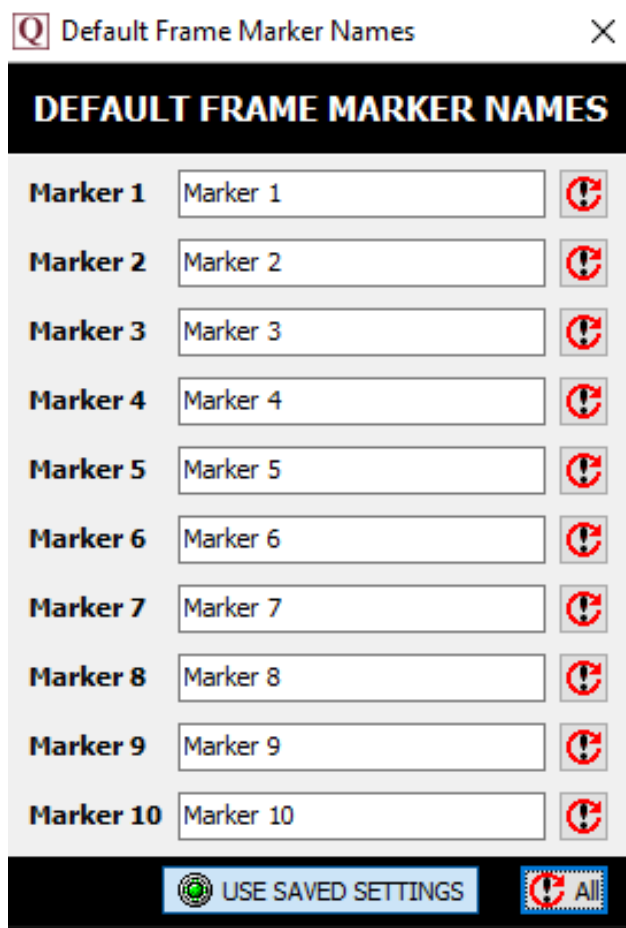 Q Default Frame Marker Names
DEFAULT FRAME MARKER NAMES
Marker 1 Marker 1
Marker 2 Marker 2
Marker 3 Marker 3
Marker 4 Marker 4
Marker 5 Marker 5
Marker 6 Marker 6
Marker 7 Marker 7
Marker 8 Marker 8
Marker 9 Marker 9
Marker 10 Marker 10
USE SAVED SETTINGS All